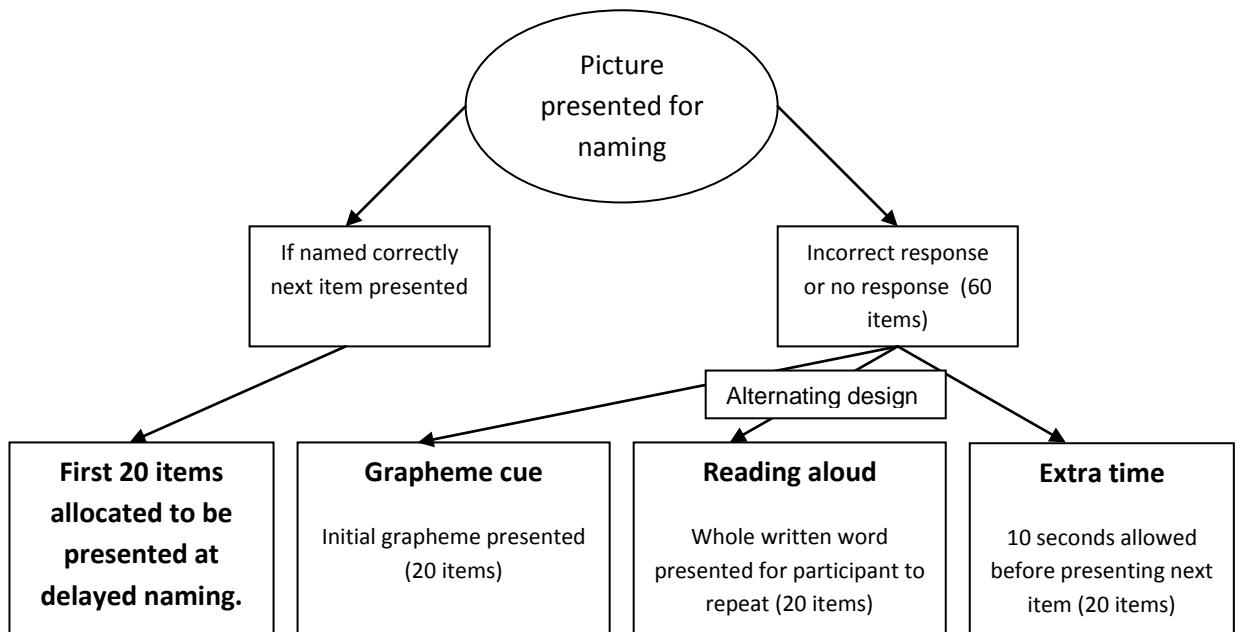 Picture
presented for
naming
If named correctly
next item presented
Incorrect response
or no response (60
items)
Alternating design
First 20 items
allocated to be
presented at
delayed naming.
Grapheme cue
Initial grapheme presented
(20 items)
Reading aloud
Whole written word
presented for participant to
repeat (20 items)
Extra time
10 seconds allowed
before presenting next
item (20 items)